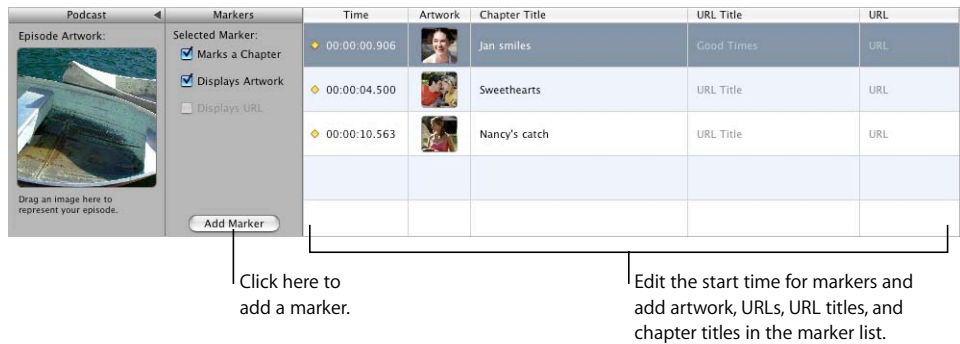 Podcast Markers Time Artwork Chapter Title URL Title URL
Episode Artwork:
Selected Marker:
Marks a Chapter
Displays Artwork
Displays URL
Drag an image here to
represent your episode.
Add Marker
00:00:00.906 Jan smiles Good Times URL
00:00:04.500 Sweethearts URL Title URL
00:00:10.563 Nancy's catch URL Title URL
Click here to
add a marker.
Edit the start time for markers and
add artwork, URLs, URL titles, and
chapter titles in the marker list.